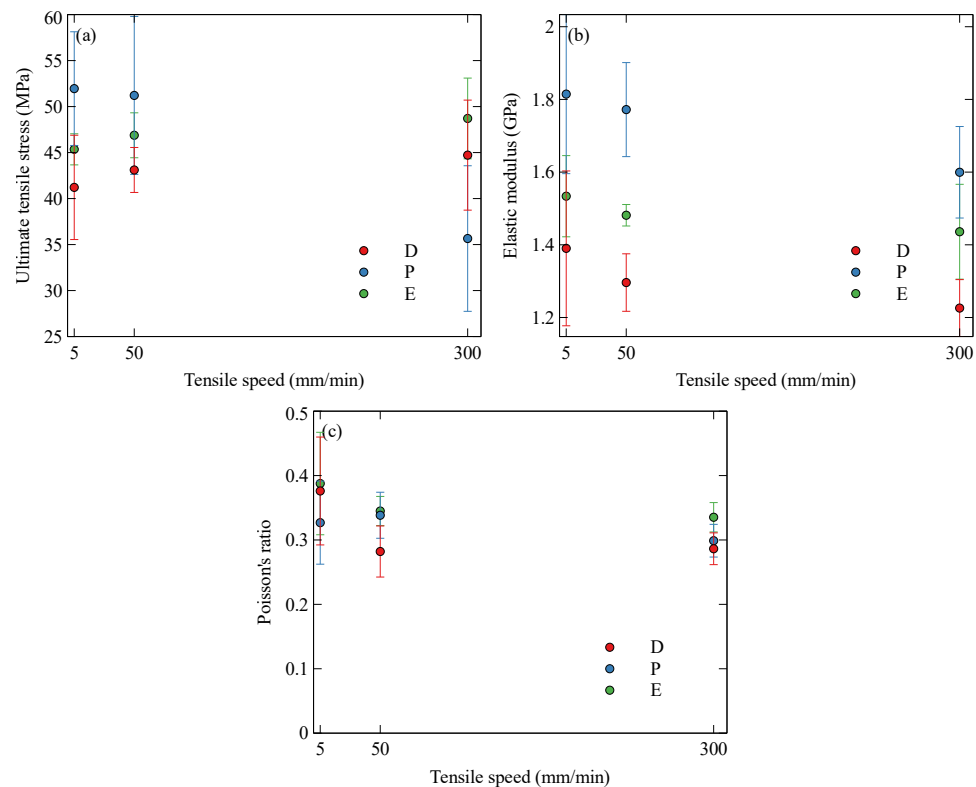 (a)
60
55
50
45
40
35
30
25
Ultimate tensile stress (MPa)
D
P
E
5
50
300
Tensile speed (mm/min)
(b)
2
1.8
1.6
1.4
1.2
Elastic modulus (GPa)
D
P
E
5
50
300
Tensile speed (mm/min)
(c)
0.5
0.4
0.3
0.2
0.1
0
Poisson's ratio
D
P
E
5
50
300
Tensile speed (mm/min)